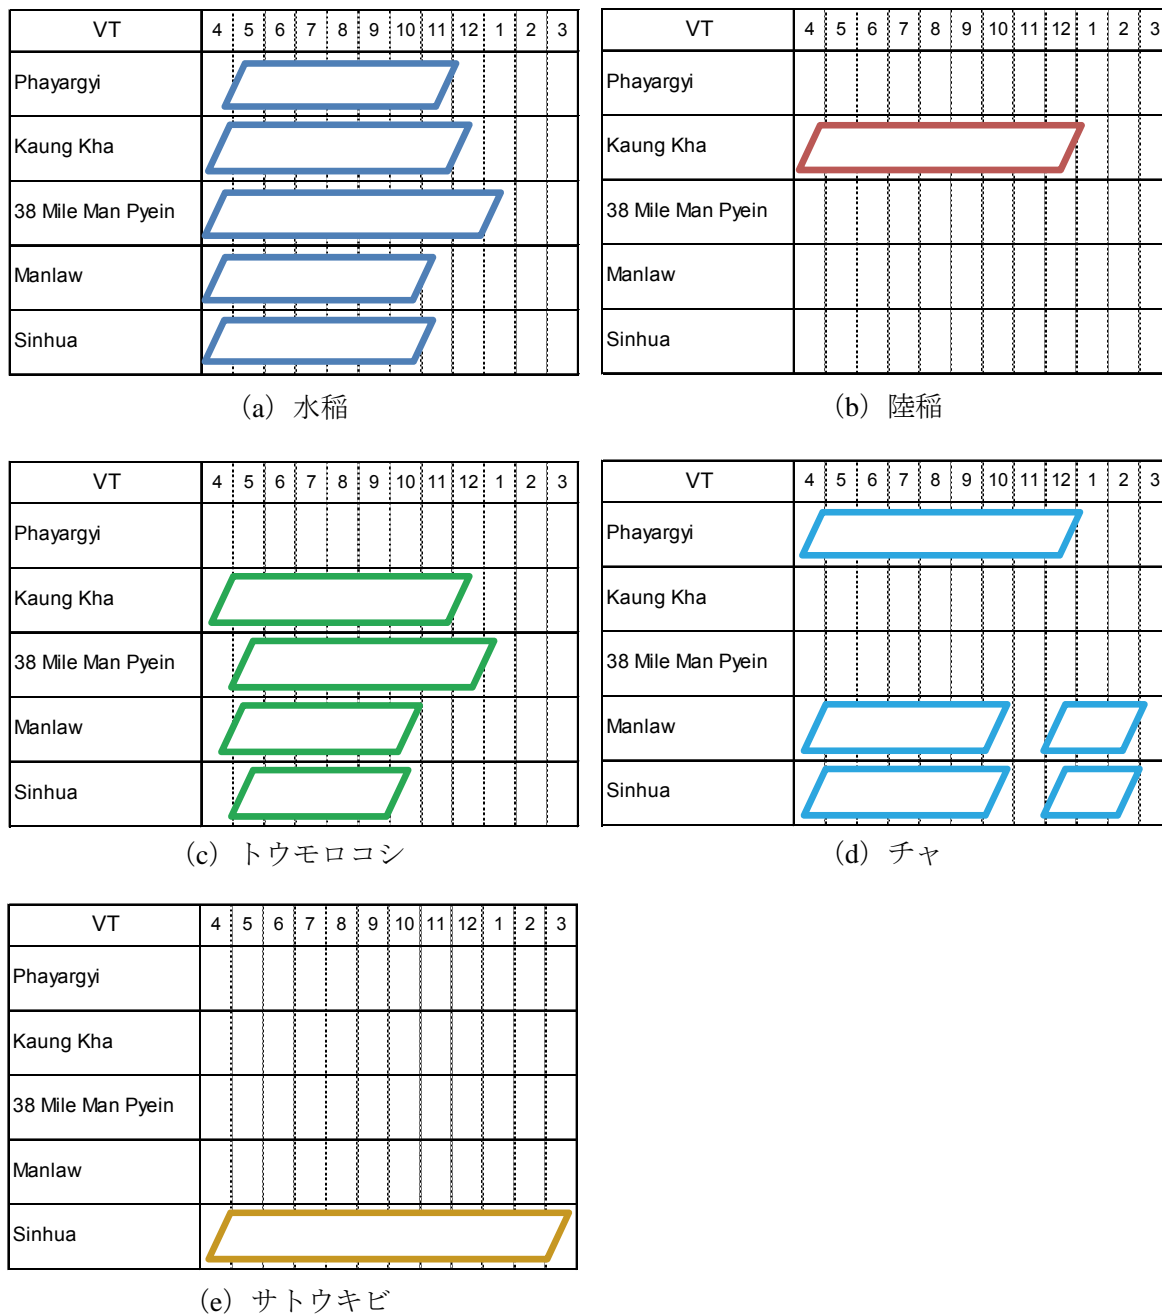 VT 4 5 6 7 8 9 10 11 12 1 2 3
Phayargyi
Kaung Kha
38 Mile Man Pyein
Manlaw
Sinhua
(a) 水稲
VT 4 5 6 7 8 9 10 11 12 1 2 3
Phayargyi
Kaung Kha
38 Mile Man Pyein
Manlaw
Sinhua
(b) 陸稲
VT 4 5 6 7 8 9 10 11 12 1 2 3
Phayargyi
Kaung Kha
38 Mile Man Pyein
Manlaw
Sinhua
(c) トウモロコシ
VT 4 5 6 7 8 9 10 11 12 1 2 3
Phayargyi
Kaung Kha
38 Mile Man Pyein
Manlaw
Sinhua
(d) チャ
VT 4 5 6 7 8 9 10 11 12 1 2 3
Phayargyi
Kaung Kha
38 Mile Man Pyein
Manlaw
Sinhua
(e) サトウキビ